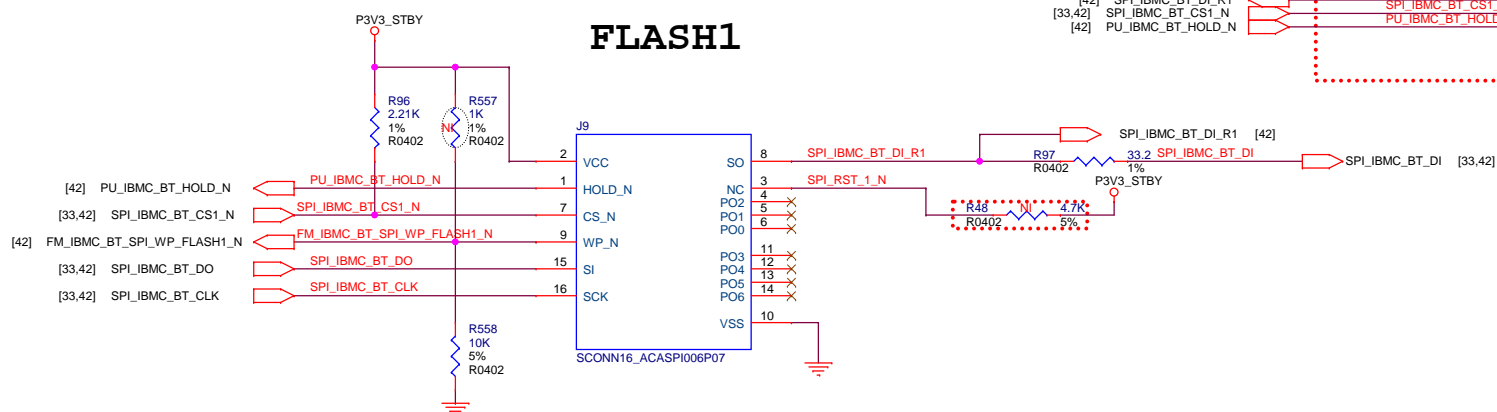 [42] SPI_IBMC_BT_DI_R1
[33,42] SPI_IBMC_BT_CS1_N SPI_IBMC_BT_CS1_
[42] PU_IBMC_BT_HOLD_N PU_IBMC_BT_HOLD
FLASH1
P3V3_STBY
R96
2.21K
1%
R0402
R557
1K
NI
1%
R0402
J9
2 VCC
1 HOLD_N
7 CS_N
9 WP_N
15 SI
16 SCK
SO 8
NC 3
PO2 4
PO1 5
PO0 6
PO3 11
PO4 12
PO5 13
PO6 14
VSS 10
SCONN16_ACASPI006P07
[42] PU_IBMC_BT_HOLD_N PU_IBMC_BT_HOLD_N
[33,42] SPI_IBMC_BT_CS1_N SPI_IBMC_BT_CS1_N
[42] FM_IBMC_BT_SPI_WP_FLASH1_N FM_IBMC_BT_SPI_WP_FLASH1_N
[33,42] SPI_IBMC_BT_DO SPI_IBMC_BT_DO
[33,42] SPI_IBMC_BT_CLK SPI_IBMC_BT_CLK
R558
10K
5%
R0402
SPI_IBMC_BT_DI_R1
SPI_IBMC_BT_DI_R1 [42]
R97 33.2
R0402 1%
SPI_IBMC_BT_DI
SPI_IBMC_BT_DI [33,42]
SPI_RST_1_N
P3V3_STBY
R48 NI 4.7K
R0402 5%